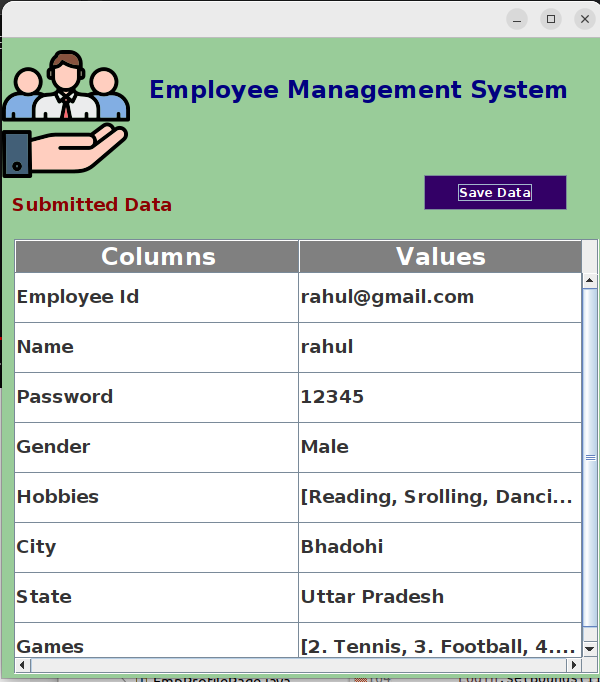 Employee Management System
Save Data
Submitted Data
Columns Values
Employee Id rahul@gmail.com
Name rahul
Password 12345
Gender Male
Hobbies [Reading, Srolling, Danci...
City Bhadohi
State Uttar Pradesh
Games [2. Tennis, 3. Football, 4....